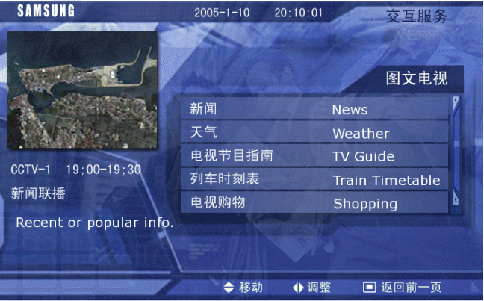 SAMSUNG 2005-1-10 20:10:01 交互服务
图文电视
新闻 News
天气 Weather
电视节目指南 TV Guide
列车时刻表 Train Timetable
电视购物 Shopping
CCTV-1 19:00-19:30
新闻联播
Recent or popular info.
移动 调整 返回前一页